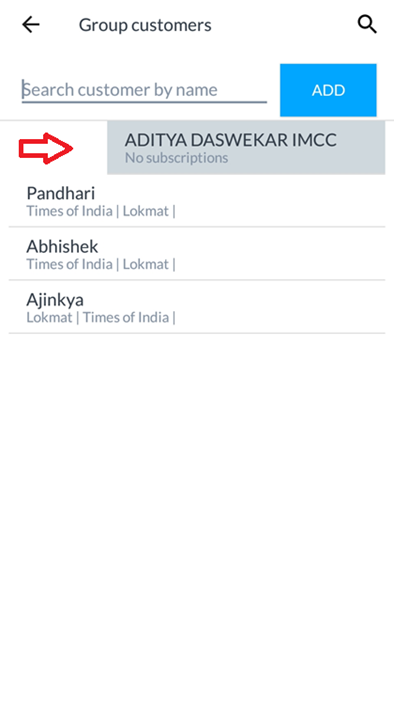 Group customers
Search customer by name
ADD
ADITYA DASWEKAR IMCC
No subscriptions
Pandhari
Times of India | Lokmat |
Abhishek
Times of India | Lokmat |
Ajinkya
Lokmat | Times of India |